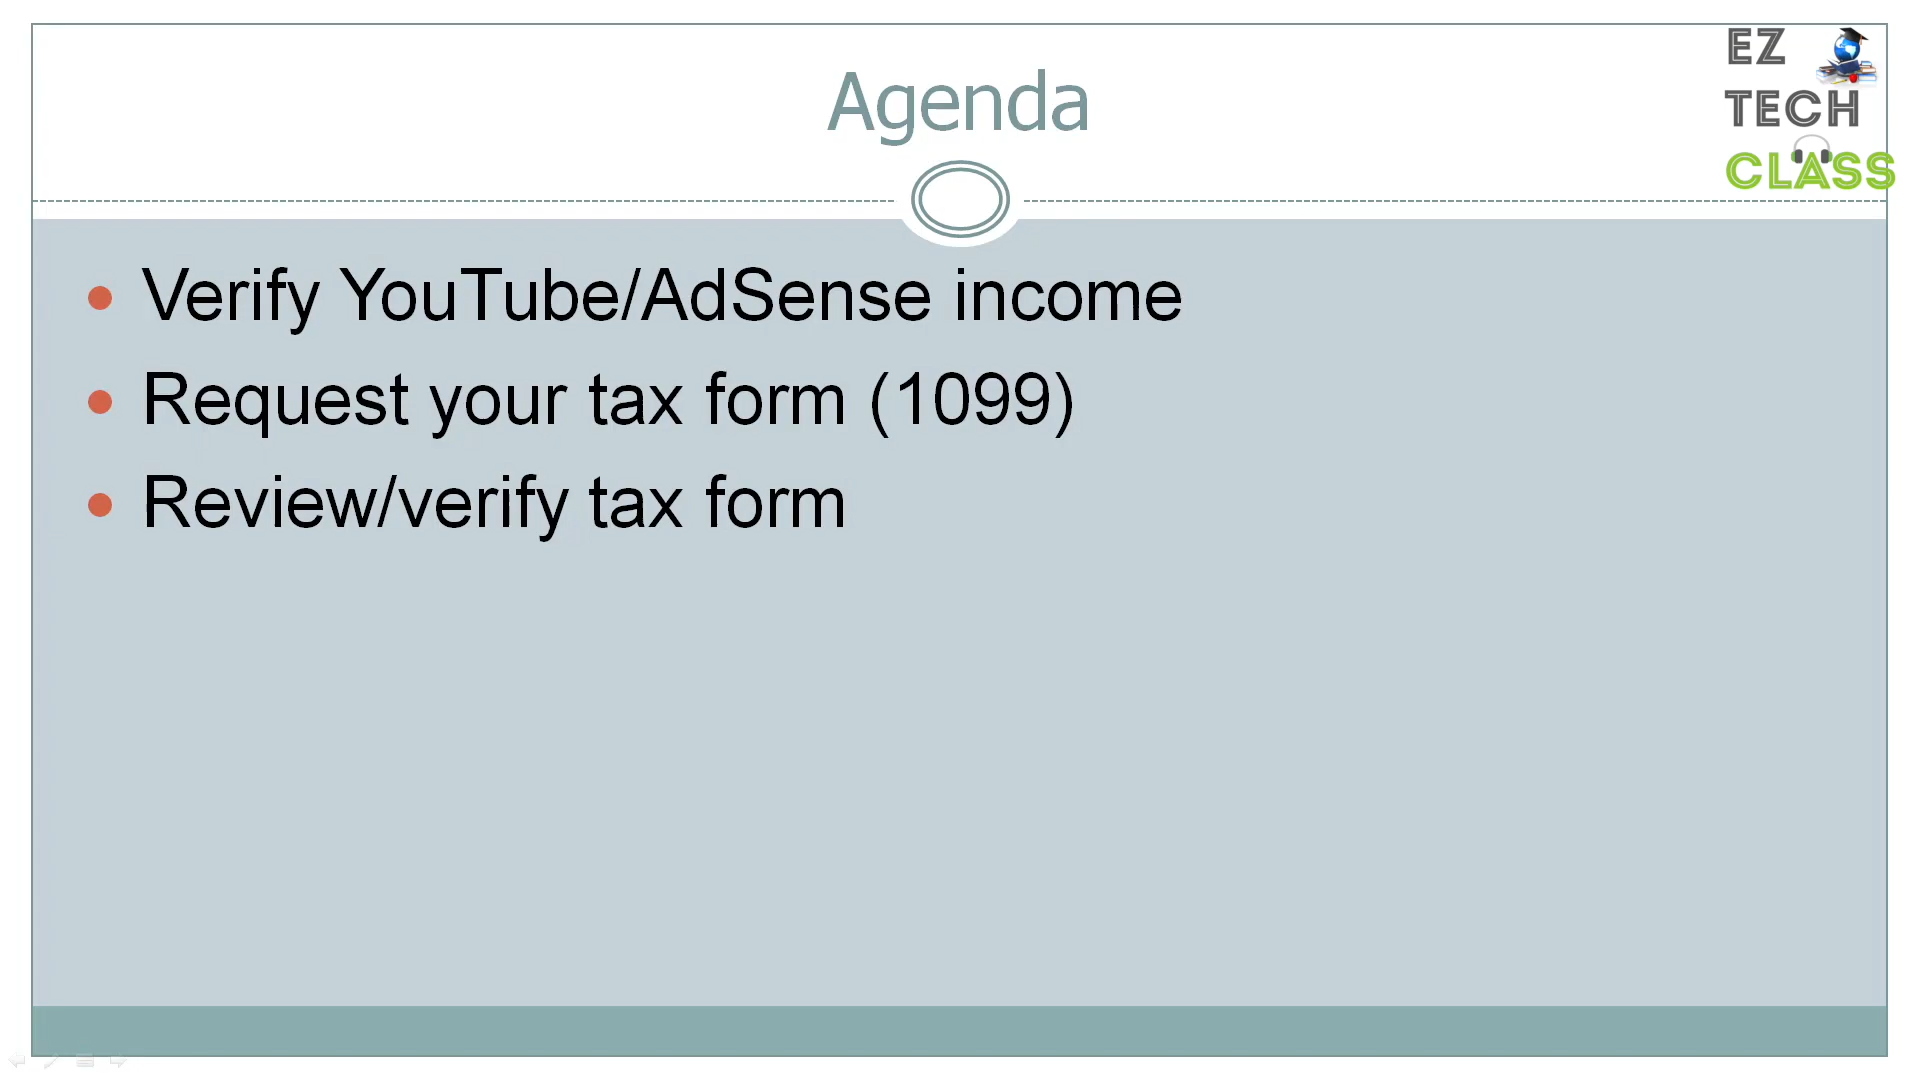 Agenda
EZ
TECH
CLASS
• Verify YouTube/AdSense income
• Request your tax form (1099)
• Review/verify tax form